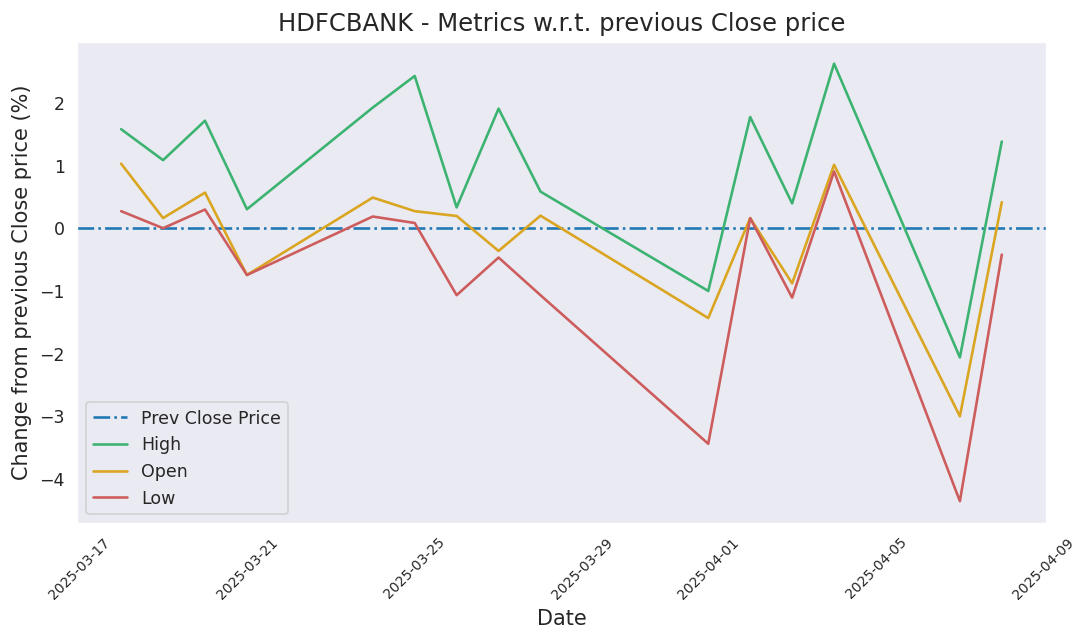 HDFCBANK - Metrics w.r.t. previous Close price
Change from previous Close price (%)
2
1
0
−1
−2
−3
−4
Prev Close Price
High
Open
Low
2025-03-17
2025-03-21
2025-03-25
2025-03-29
2025-04-01
2025-04-05
2025-04-09
Date